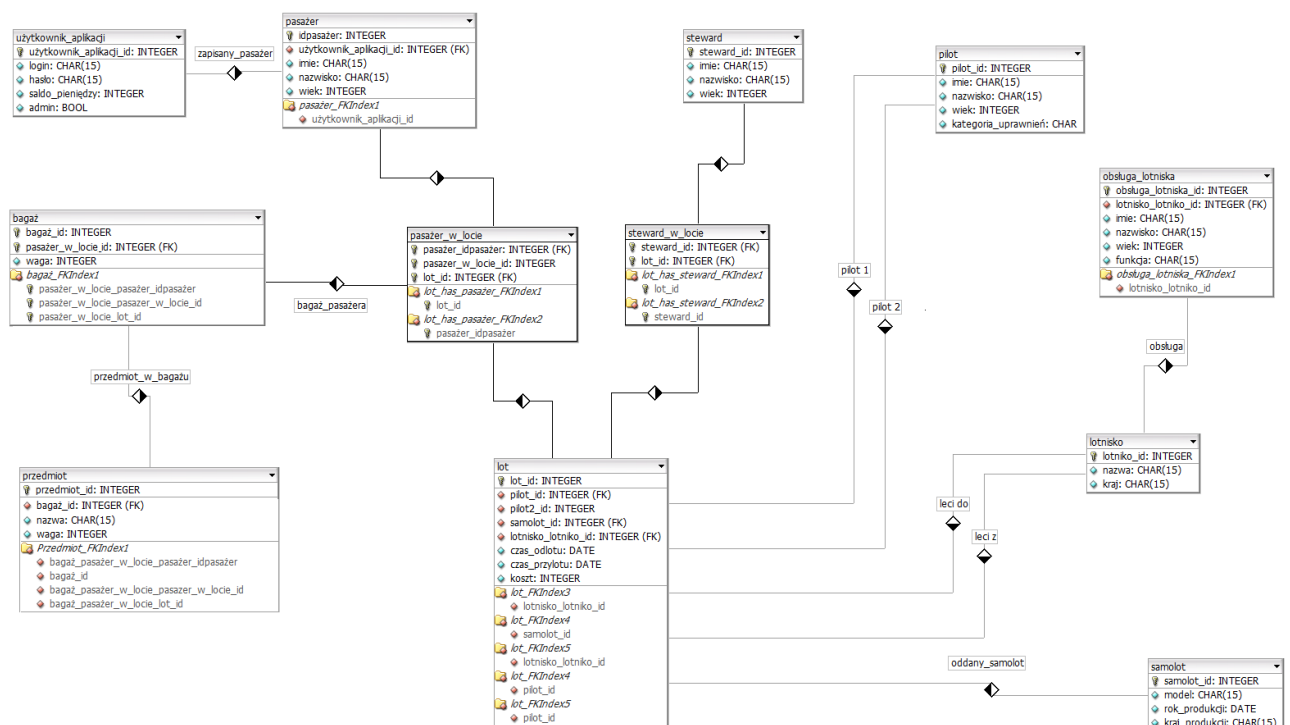 użytkownik_aplikacji
użytkownik_aplikacji_id: INTEGER
login: CHAR(15)
hasło: CHAR(15)
saldo_pieniędzy: INTEGER
admin: BOOL
zapisany_pasażer
pasażer
idpasażer: INTEGER
użytkownik_aplikacji_id: INTEGER (FK)
imie: CHAR(15)
nazwisko: CHAR(15)
wiek: INTEGER
pasażer_FKIndex1
użytkownik_aplikacji_id
steward
steward_id: INTEGER
imie: CHAR(15)
nazwisko: CHAR(15)
wiek: INTEGER
pilot
pilot_id: INTEGER
imie: CHAR(15)
nazwisko: CHAR(15)
wiek: INTEGER
kategoria_uprawnień: CHAR
obsługa_lotniska
obsługa_lotniska_id: INTEGER
lotnisko_lotniko_id: INTEGER (FK)
imie: CHAR(15)
nazwisko: CHAR(15)
wiek: INTEGER
funkcja: CHAR(15)
obsługa_lotniska_FKIndex1
lotnisko_lotniko_id
bagaż
bagaż_id: INTEGER
pasażer_w_locie_id: INTEGER (FK)
waga: INTEGER
bagaż_FKIndex1
pasażer_w_locie_pasażer_idpasażer
pasażer_w_locie_pasazer_w_locie_id
pasażer_w_locie_lot_id
bagaż_pasażera
pasażer_w_locie
pasażer_idpasażer: INTEGER (FK)
pasazer_w_locie_id: INTEGER
lot_id: INTEGER (FK)
lot_has_pasażer_FKIndex1
lot_id
lot_has_pasażer_FKIndex2
pasażer_idpasażer
steward_w_locie
steward_id: INTEGER (FK)
lot_id: INTEGER (FK)
lot_has_steward_FKIndex1
lot_id
lot_has_steward_FKIndex2
steward_id
pilot 1
pilot 2
obsługa
przedmiot_w_bagażu
lotnisko
lotniko_id: INTEGER
nazwa: CHAR(15)
kraj: CHAR(15)
leci do
leci z
przedmiot
przedmiot_id: INTEGER
bagaż_id: INTEGER (FK)
nazwa: CHAR(15)
waga: INTEGER
Przedmiot_FKIndex1
bagaż_pasażer_w_locie_pasażer_idpasażer
bagaż_id
bagaż_pasażer_w_locie_pasazer_w_locie_id
bagaż_pasażer_w_locie_lot_id
lot
lot_id: INTEGER
pilot_id: INTEGER (FK)
pilot2_id: INTEGER
samolot_id: INTEGER (FK)
lotnisko_lotniko_id: INTEGER (FK)
czas_odlotu: DATE
czas_przylotu: DATE
koszt: INTEGER
lot_FKIndex3
lotnisko_lotniko_id
lot_FKIndex4
samolot_id
lot_FKIndex5
lotnisko_lotniko_id
lot_FKIndex4
pilot_id
lot_FKIndex5
pilot_id
oddany_samolot
samolot
samolot_id: INTEGER
model: CHAR(15)
rok_produkcji: DATE
kraj_produkcji: CHAR(15)